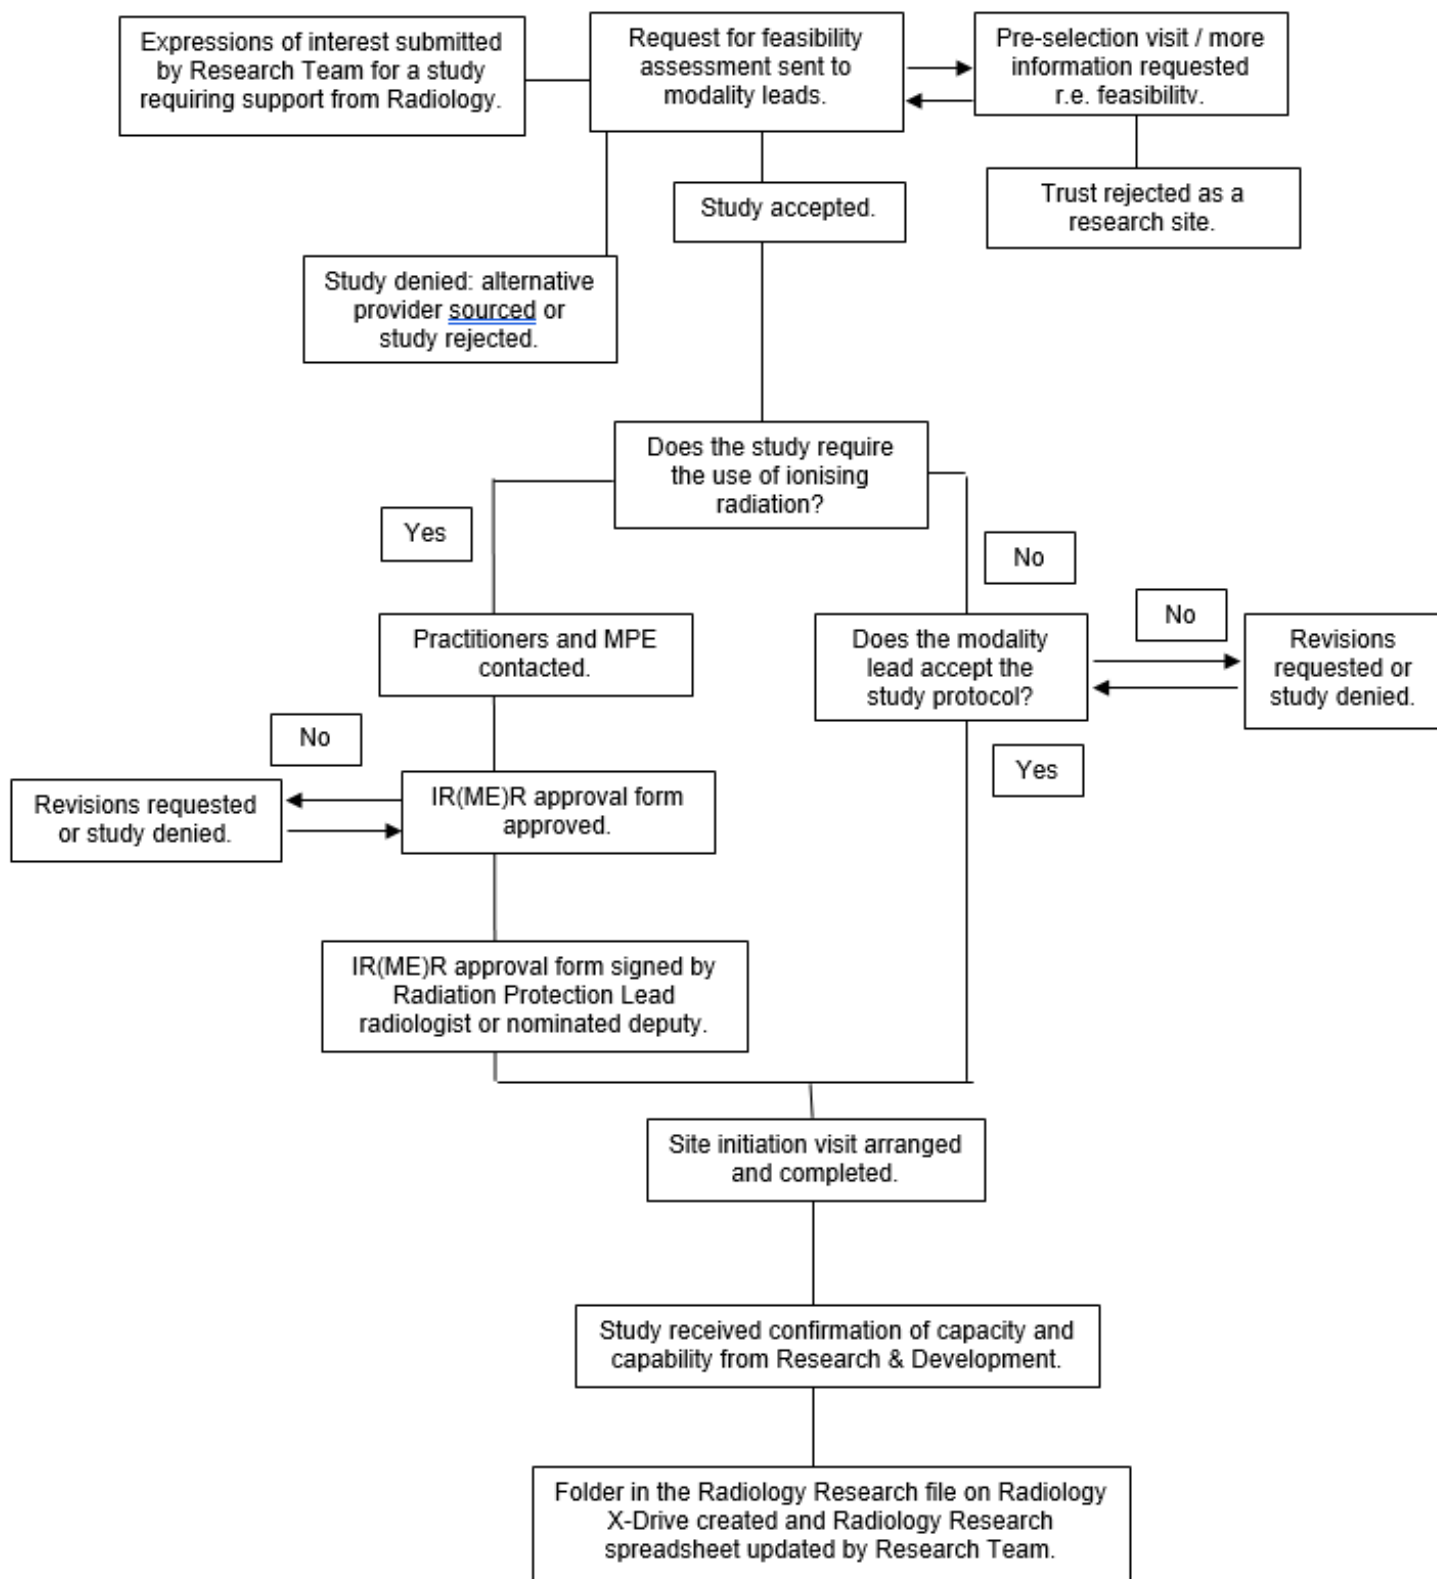 Expressions of interest submitted
by Research Team for a study
requiring support from Radiology.
Request for feasibility
assessment sent to
modality leads.
Pre-selection visit / more
information requested
r.e. feasibility.
Trust rejected as a
research site.
Study accepted.
Study denied: alternative
provider sourced or
study rejected.
Does the study require
the use of ionising
radiation?
Yes
No
Practitioners and MPE
contacted.
Does the modality
lead accept the
study protocol?
No
Revisions
requested or
study denied.
No
Yes
Revisions requested
or study denied.
IR(ME)R approval form
approved.
IR(ME)R approval form signed by
Radiation Protection Lead
radiologist or nominated deputy.
Site initiation visit arranged
and completed.
Study received confirmation of capacity and
capability from Research & Development.
Folder in the Radiology Research file on Radiology
X-Drive created and Radiology Research
spreadsheet updated by Research Team.